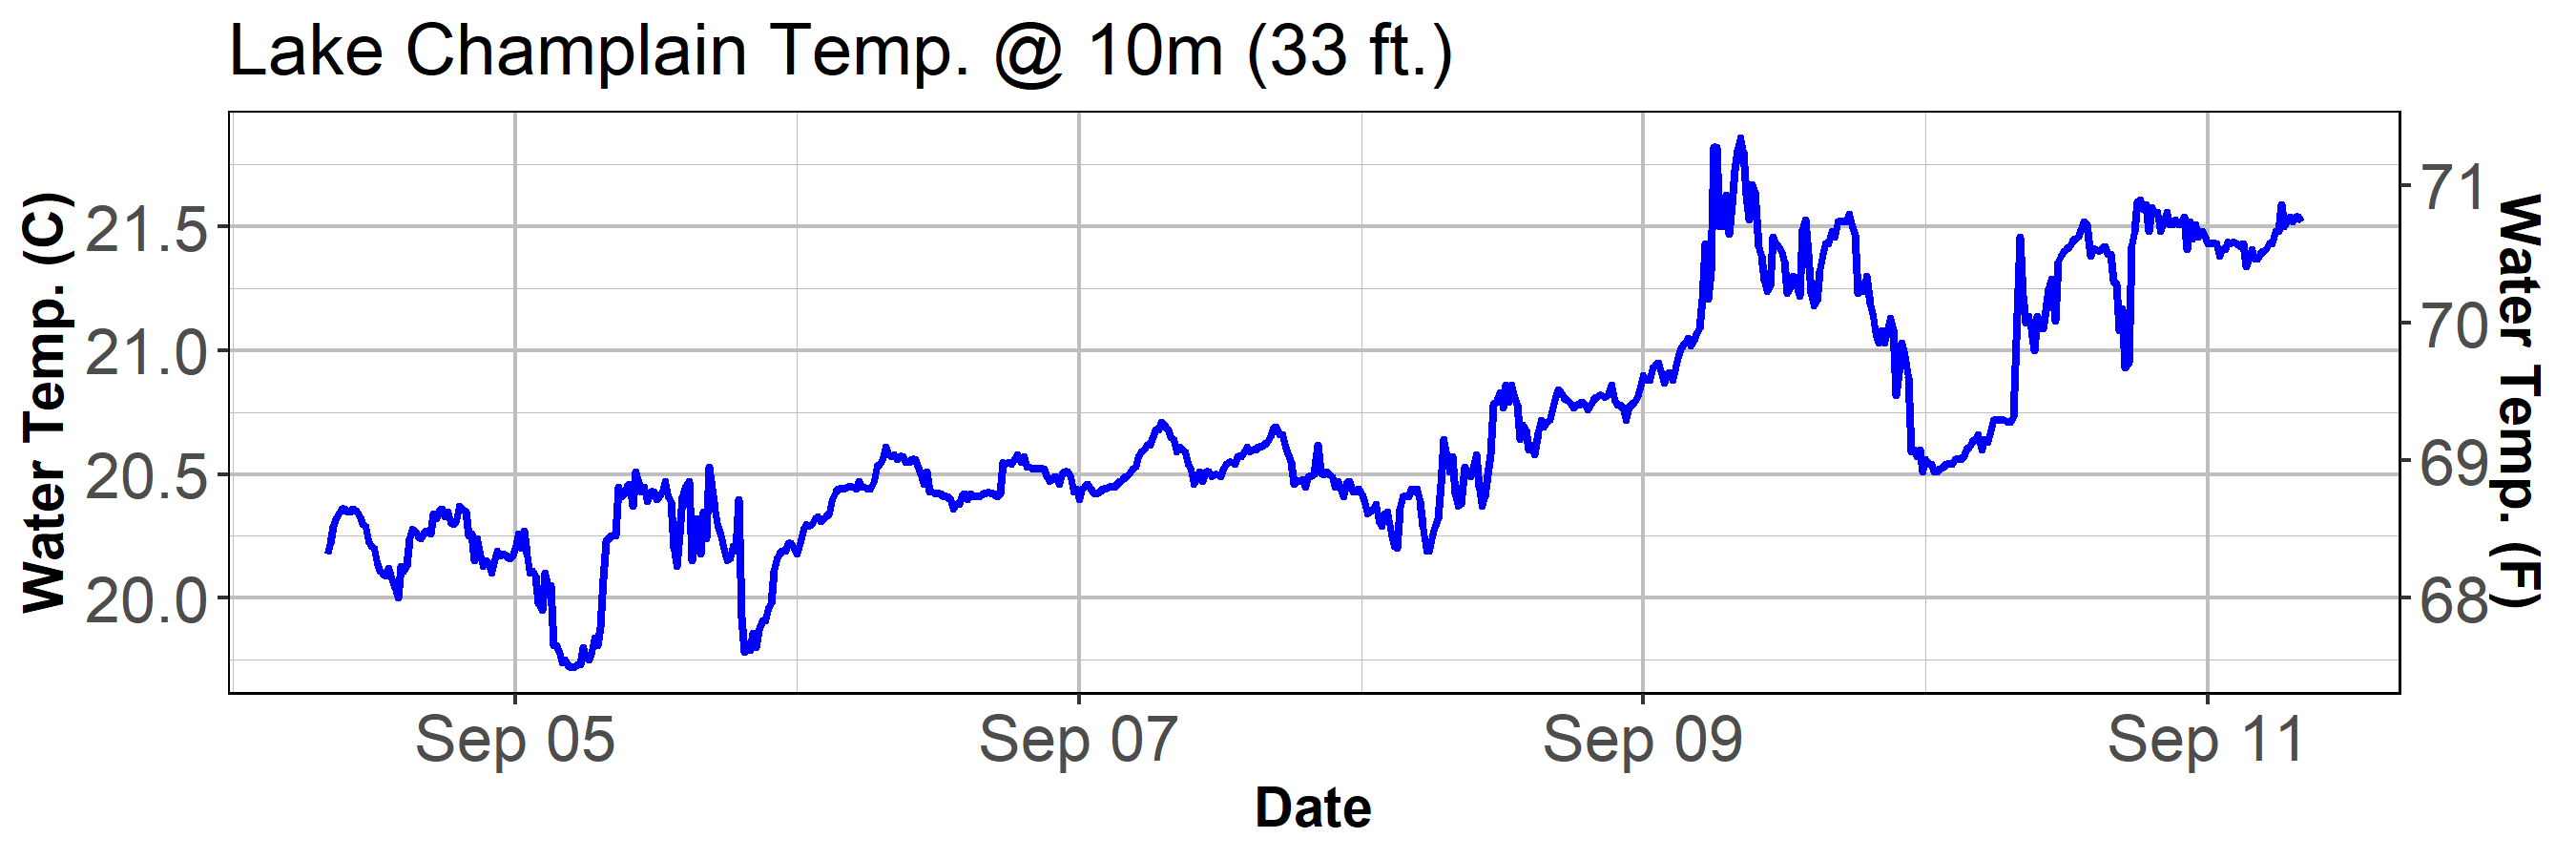 Lake Champlain Temp. @ 10m (33 ft.)
Water Temp. (C)
21.5
21.0
20.5
20.0
71
70
69
68
Water Temp. (F)
Sep 05
Sep 07
Sep 09
Sep 11
Date